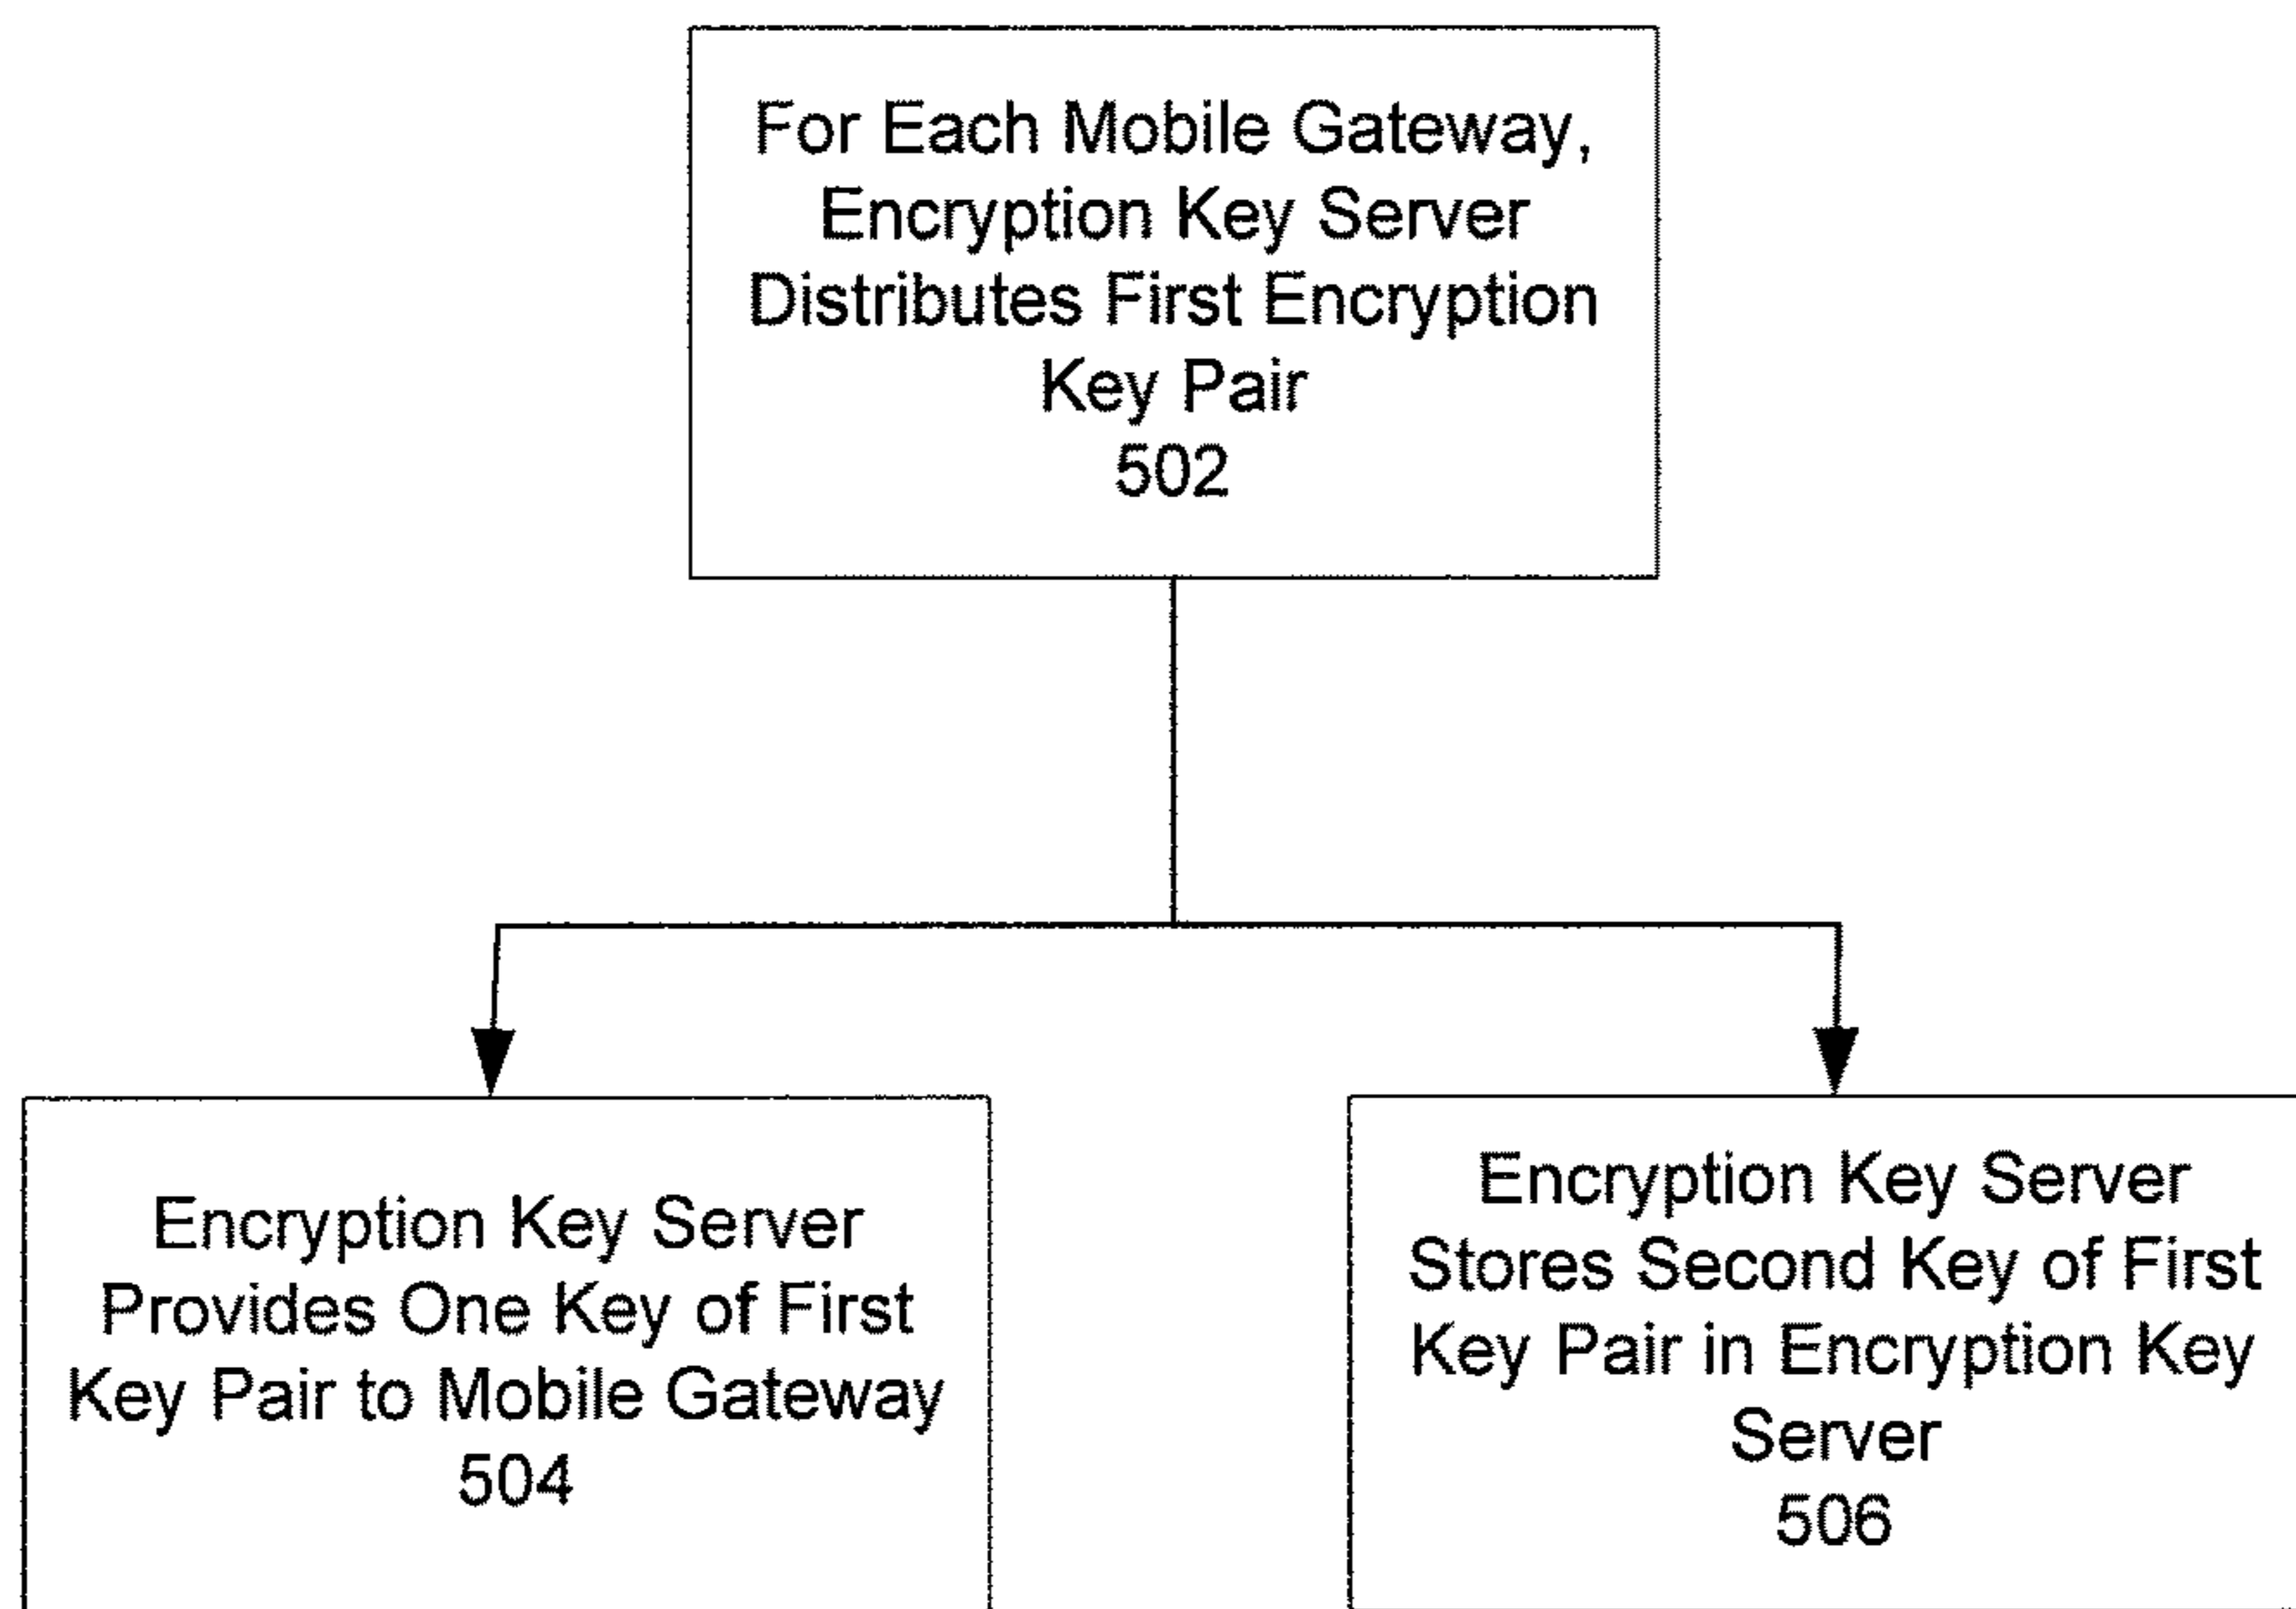 For Each Mobile Gateway,
Encryption Key Server
Distributes First Encryption
Key Pair
502
Encryption Key Server
Provides One Key of First
Key Pair to Mobile Gateway
504
Encryption Key Server
Stores Second Key of First
Key Pair in Encryption Key
Server
506